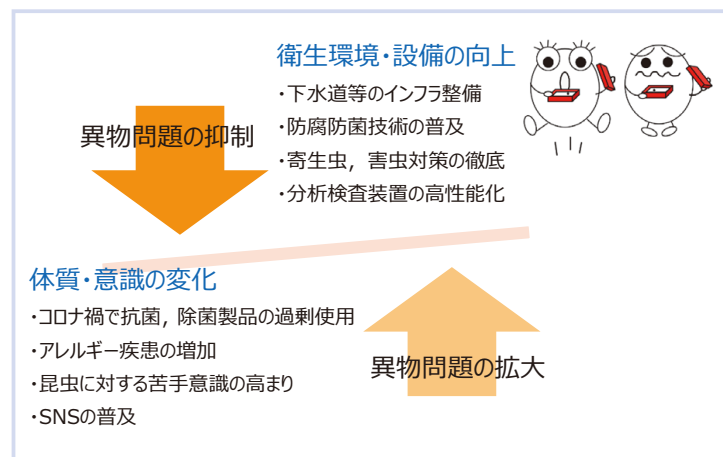 衛生環境・設備の向上
・下水道等のインフラ整備
・防腐防菌技術の普及
・寄生虫, 害虫対策の徹底
・分析検査装置の高性能化
異物問題の抑制
体質・意識の変化
・コロナ禍で抗菌, 除菌製品の過剰使用
・アレルギー疾患の増加
・昆虫に対する苦手意識の高まり
・SNSの普及
異物問題の拡大